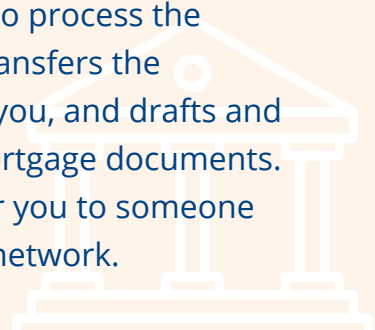 o process the
ansfers the
you, and drafts and
rtgage documents.
r you to someone
network.